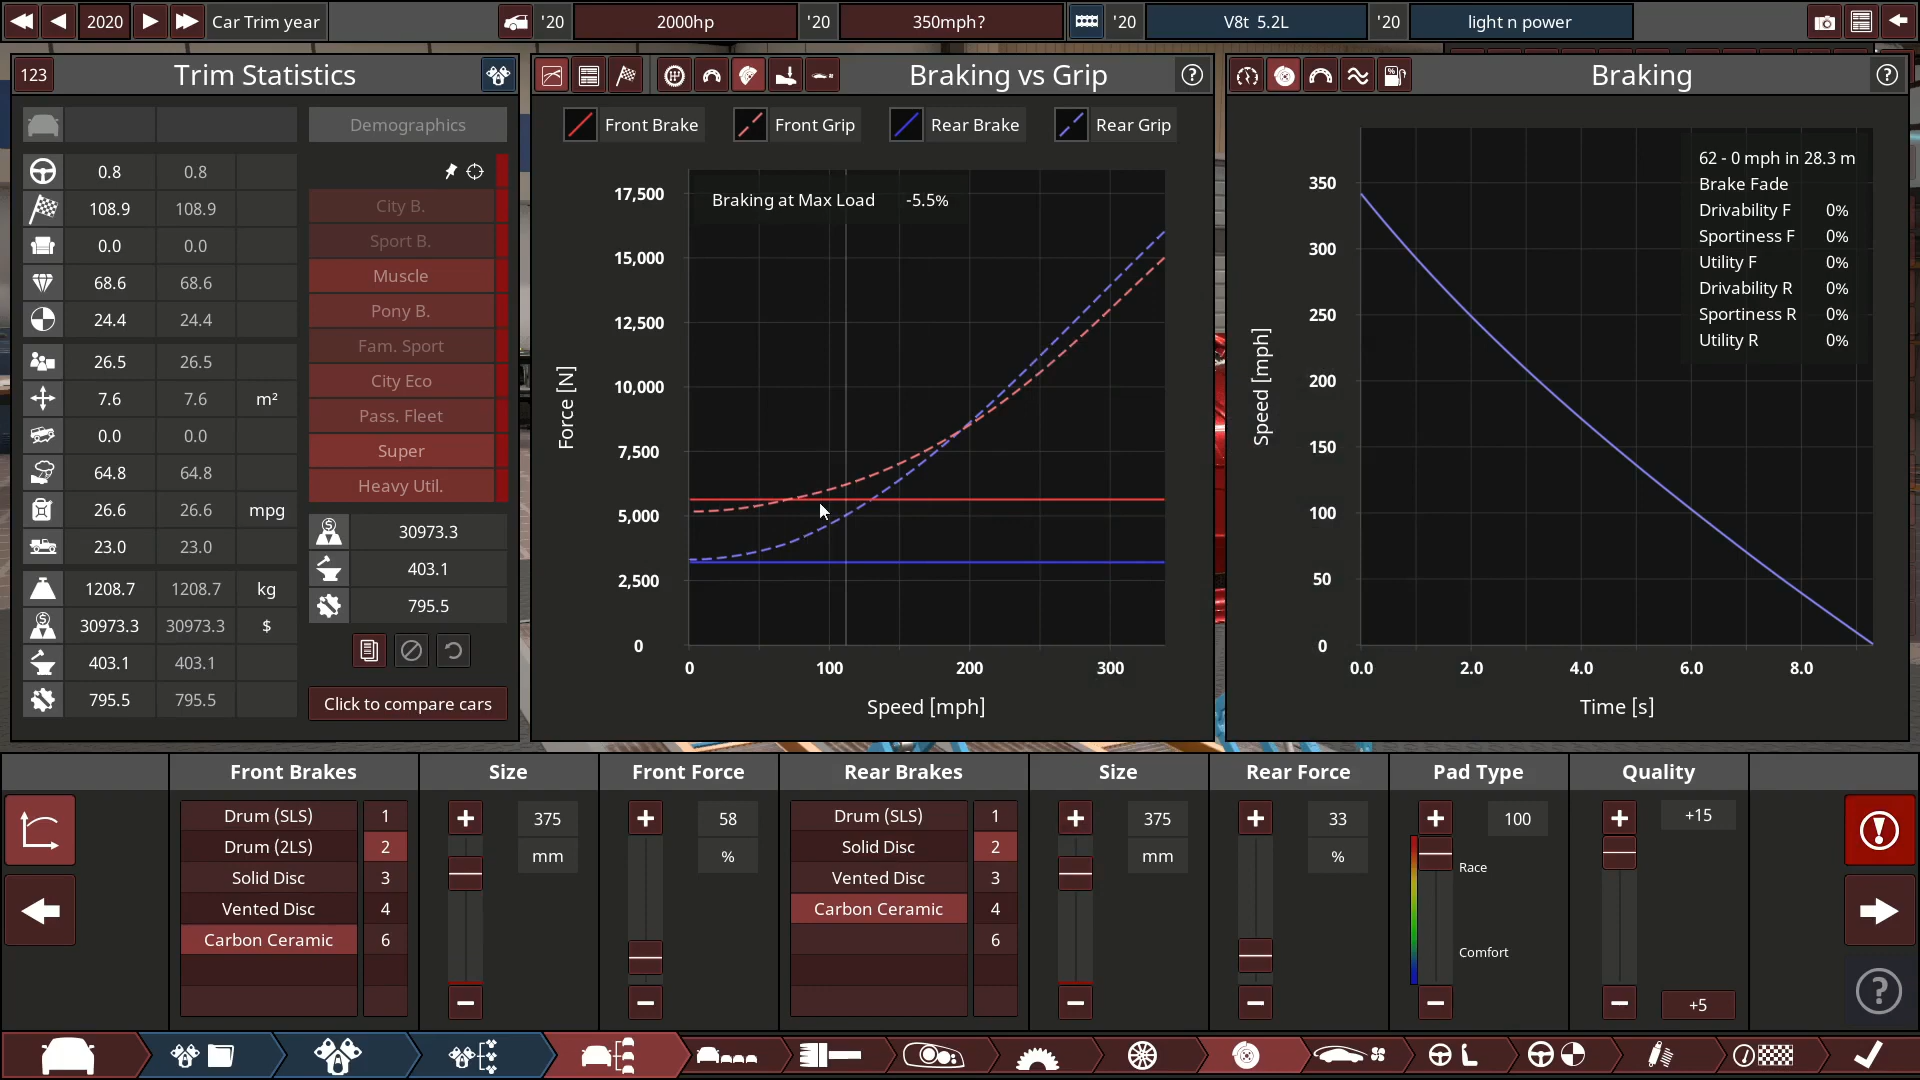 2020
Car Trim year
'20
2000hp
'20
350mph?
'20
V8t 5.2L
'20
light n power
123
Trim Statistics
Demographics
0.8 0.8
108.9 108.9
0.0 0.0
68.6 68.6
24.4 24.4
26.5 26.5
7.6 7.6 m²
0.0 0.0
64.8 64.8
26.6 26.6 mpg
23.0 23.0
1208.7 1208.7 kg
30973.3 30973.3 $
403.1 403.1
795.5 795.5
City B.
Sport B.
Muscle
Pony B.
Fam. Sport
City Eco
Pass. Fleet
Super
Heavy Util.
30973.3
403.1
795.5
Click to compare cars
Braking vs Grip
Front Brake
Front Grip
Rear Brake
Rear Grip
Braking at Max Load -5.5%
Force [N]
17,500
15,000
12,500
10,000
7,500
5,000
2,500
0
0 100 200 300
Speed [mph]
Braking
62 - 0 mph in 28.3 m
Brake Fade
Drivability F 0%
Sportiness F 0%
Utility F 0%
Drivability R 0%
Sportiness R 0%
Utility R 0%
Speed [mph]
350
300
250
200
150
100
50
0
0.0 2.0 4.0 6.0 8.0
Time [s]
Front Brakes
Drum (SLS) 1
Drum (2LS) 2
Solid Disc 3
Vented Disc 4
Carbon Ceramic 6
Size
375
mm
Front Force
58
%
Rear Brakes
Drum (SLS) 1
Solid Disc 2
Vented Disc 3
Carbon Ceramic 4
6
Size
375
mm
Rear Force
33
%
Pad Type
100
Race
Comfort
Quality
+15
+5